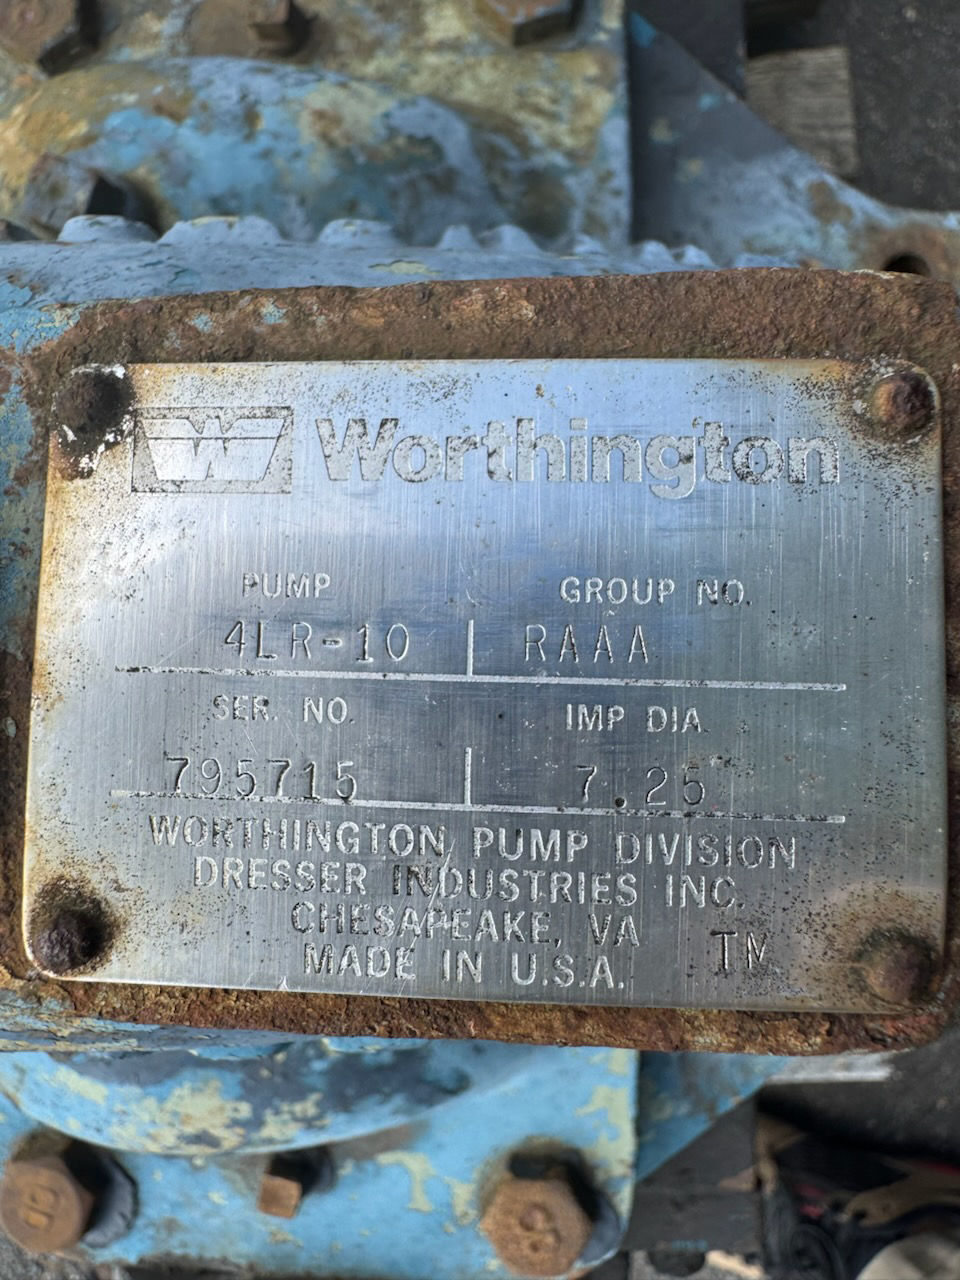 W Worthington
PUMP GROUP NO.
4LR-10 RAAA
SER. NO. IMP DIA
795715 7.25
WORTHINGTON PUMP DIVISION
DRESSER INDUSTRIES INC.
CHESAPEAKE, VA
MADE IN U.S.A. TM